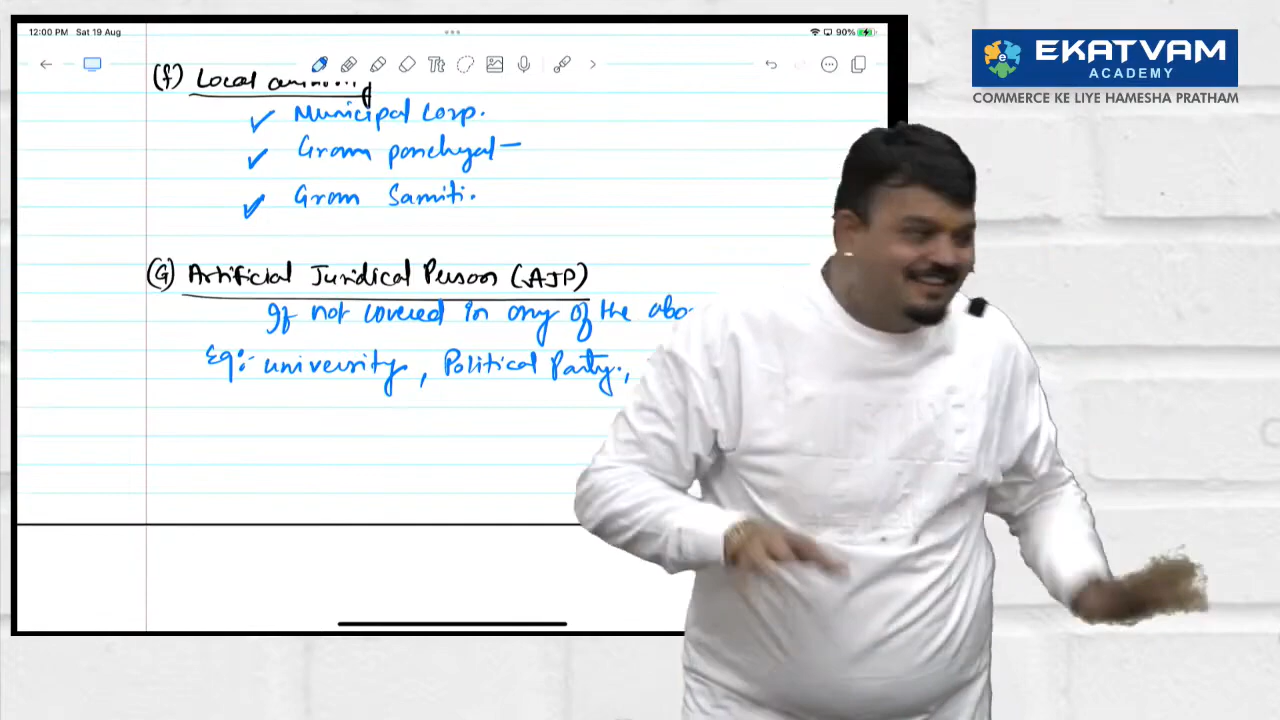 12:00 PM Sat 19 Aug
90%
EKATVAM
ACADEMY
COMMERCE KE LIYE HAMESHA PRATHAM
(f) Local
Municipal Corp.
Gram panchyat
Gram Samiti.
(G) Artificial Juridical Person (AJP)
If not covered in any of the
Eg:- university, Political Party.,